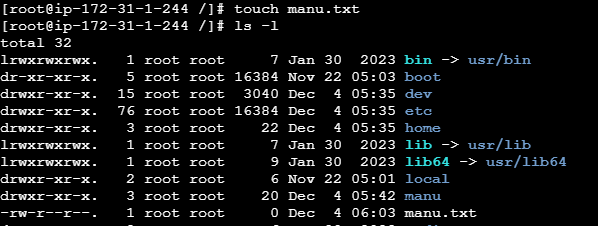 [root@ip-172-31-1-244 /]# touch manu.txt
[root@ip-172-31-1-244 /]# ls -l
total 32
lrwxrwxrwx.   1 root root     7 Jan 30  2023 bin -> usr/bin
dr-xr-xr-x.   5 root root 16384 Nov 22 05:03 boot
drwxr-xr-x.  15 root root  3040 Dec  4 05:35 dev
drwxr-xr-x.  76 root root 16384 Dec  4 05:35 etc
drwxr-xr-x.   3 root root    22 Dec  4 05:35 home
lrwxrwxrwx.   1 root root     7 Jan 30  2023 lib -> usr/lib
lrwxrwxrwx.   1 root root     9 Jan 30  2023 lib64 -> usr/lib64
drwxr-xr-x.   2 root root     6 Nov 22 05:01 local
drwxr-xr-x.   3 root root    20 Dec  4 05:42 manu
-rw-r--r--.   1 root root     0 Dec  4 06:03 manu.txt